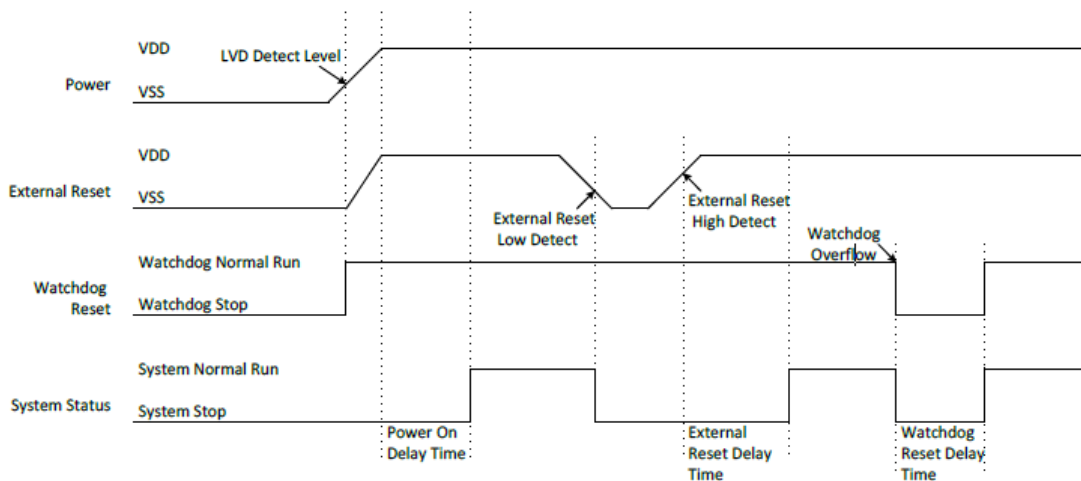 VDD
LVD Detect Level
Power
VSS
VDD
External Reset
VSS
External Reset
Low Detect
External Reset
High Detect
Watchdog
Overflow
Watchdog Normal Run
Watchdog
Reset
Watchdog Stop
System Normal Run
System Status
System Stop
Power On
Delay Time
External
Reset Delay
Time
Watchdog
Reset Delay
Time